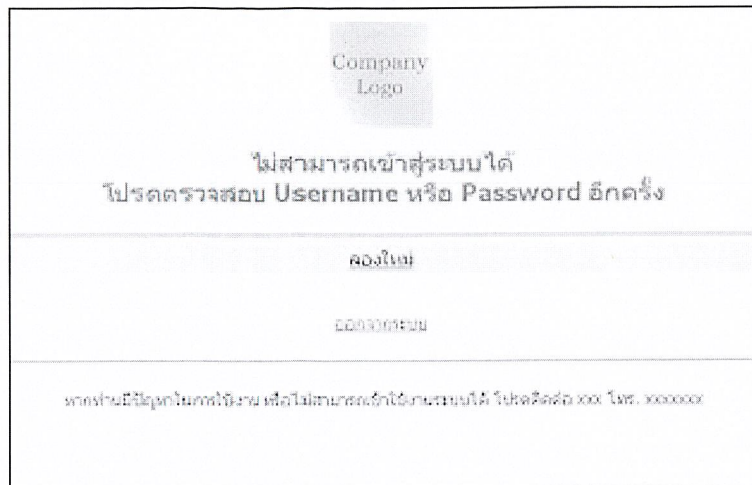 Company
Logo
ไม่สามารถเข้าสู่ระบบได้
โปรดตรวจสอบ Username หรือ Password อีกครั้ง
ลองใหม่
ออกจากระบบ
หากท่านมีปัญหาในการใช้งาน หรือไม่สามารถเข้าใช้งานระบบได้ โปรดติดต่อ xxx โทร. xxxxxxxx